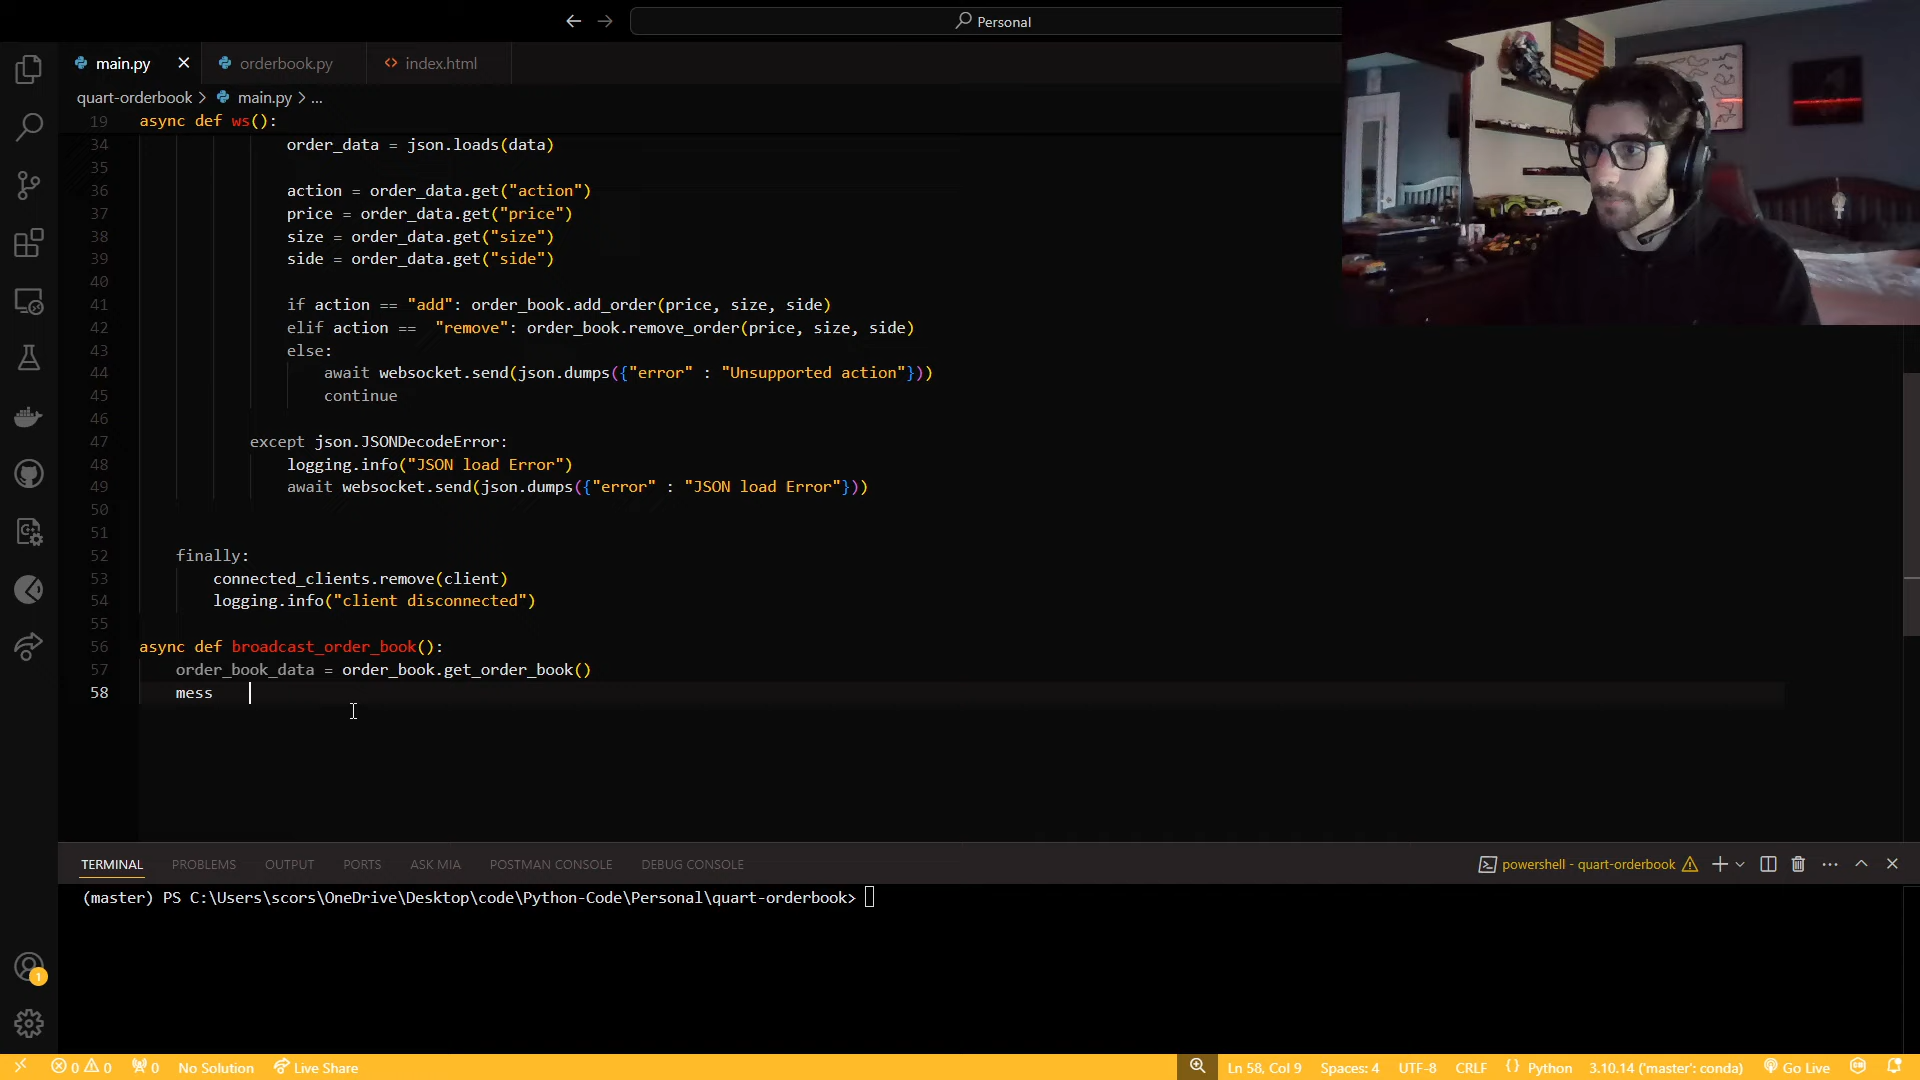 Personal
main.py
orderbook.py
index.html
quart-orderbook > main.py > ...
19 async def ws():
34 order_data = json.loads(data)
35
36 action = order_data.get("action")
37 price = order_data.get("price")
38 size = order_data.get("size")
39 side = order_data.get("side")
40
41 if action == "add": order_book.add_order(price, size, side)
42 elif action ==  "remove": order_book.remove_order(price, size, side)
43 else:
44 await websocket.send(json.dumps({"error" : "Unsupported action"}))
45 continue
46
47 except json.JSONDecodeError:
48 logging.info("JSON load Error")
49 await websocket.send(json.dumps({"error" : "JSON load Error"}))
50
51
52 finally:
53 connected_clients.remove(client)
54 logging.info("client disconnected")
55
56 async def broadcast_order_book():
57 order_book_data = order_book.get_order_book()
58 mess
TERMINAL PROBLEMS OUTPUT PORTS ASK MIA POSTMAN CONSOLE DEBUG CONSOLE powershell - quart-orderbook
(master) PS C:\Users\scors\OneDrive\Desktop\code\Python-Code\Personal\quart-orderbook>
1
0 0 0 No Solution Live Share Ln 58, Col 9 Spaces: 4 UTF-8 CRLF {} Python 3.10.14 ('master': conda) Go Live